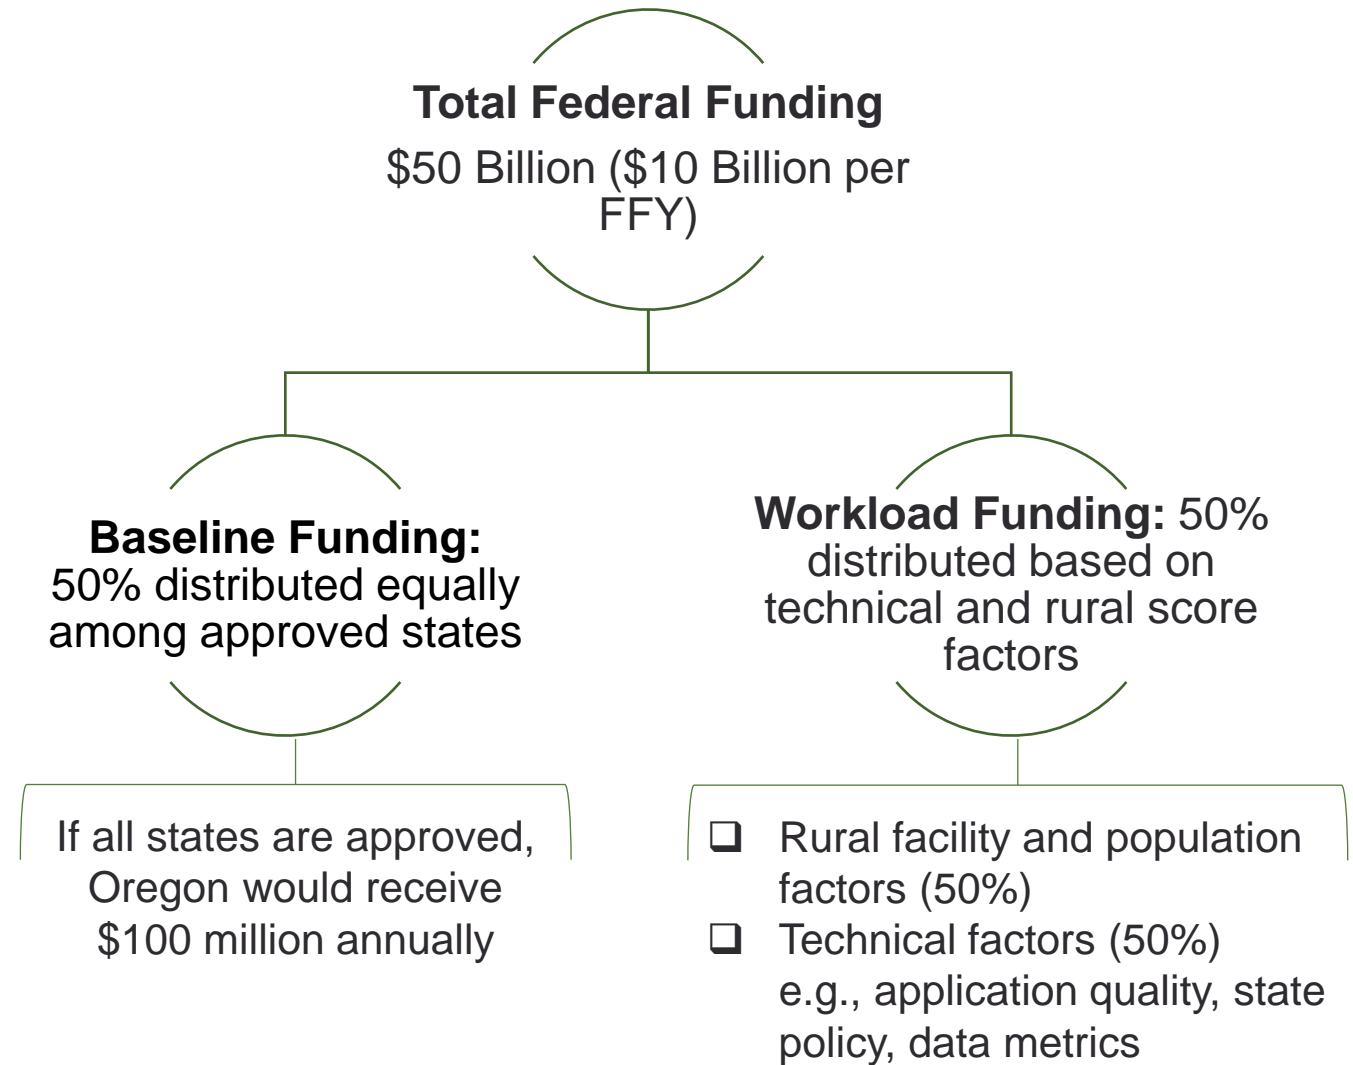 Total Federal Funding
$50 Billion ($10 Billion per
FFY)
Baseline Funding:
50% distributed equally
among approved states
Workload Funding: 50%
distributed based on
technical and rural score
factors
If all states are approved,
Oregon would receive
$100 million annually
❑ Rural facility and population
factors (50%)
❑ Technical factors (50%)
e.g., application quality, state
policy, data metrics